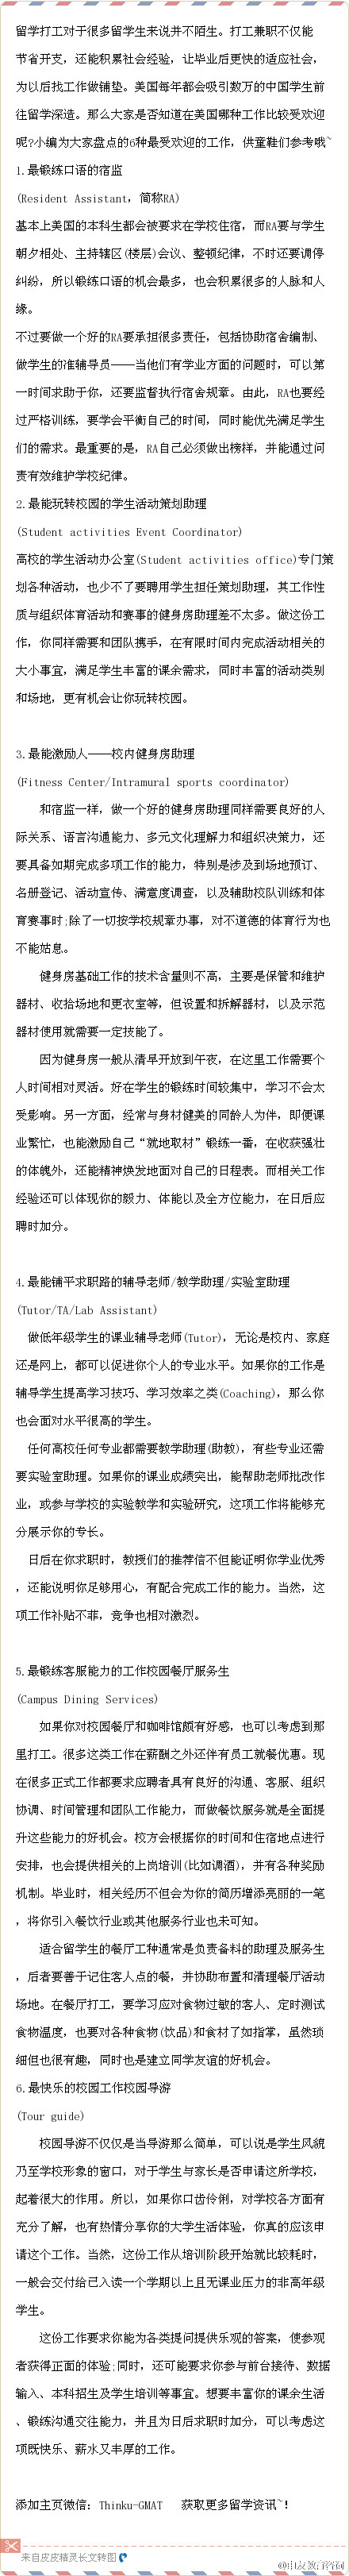 留学打工对于很多留学生来说并不陌生。打工兼职不仅能
节省开支，还能积累社会经验，让毕业后更快的适应社会，
为以后找工作做铺垫。美国每年都会吸引数万的中国学生前
往留学深造。那么大家是否知道在美国哪种工作比较受欢迎
呢?小编为大家盘点的6种最受欢迎的工作，供童鞋们参考哦~
1.最锻练口语的宿监
(Resident Assistant，简称RA)
基本上美国的本科生都会被要求在学校住宿，而RA要与学生
朝夕相处、主持辖区(楼层)会议、整顿纪律，不时还要调停
纠纷，所以锻练口语的机会最多，也会积累很多的人脉和人
缘。
不过要做一个好的RA要承担很多责任，包括协助宿舍编制、
做学生的准辅导员——当他们有学业方面的问题时，可以第
一时间求助于你，还要监督执行宿舍规章。由此，RA也要经
过严格训练，要学会平衡自己的时间，同时能优先满足学生
们的需求。最重要的是，RA自己必须做出榜样，并能通过问
责有效维护学校纪律。
2.最能玩转校园的学生活动策划助理
(Student activities Event Coordinator)
高校的学生活动办公室(Student activities office)专门策
划各种活动，也少不了要聘用学生担任策划助理，其工作性
质与组织体育活动和赛事的健身房助理差不太多。做这份工
作，你同样需要和团队携手，在有限时间内完成活动相关的
大小事宜，满足学生丰富的课余需求，同时丰富的活动类别
和场地，更有机会让你玩转校园。
3.最能激励人——校内健身房助理
(Fitness Center/Intramural sports coordinator)
和宿监一样，做一个好的健身房助理同样需要良好的人
际关系、语言沟通能力、多元文化理解力和组织决策力，还
要具备如期完成多项工作的能力，特别是涉及到场地预订、
名册登记、活动宣传、满意度调查，以及辅助校队训练和体
育赛事时;除了一切按学校规章办事，对不道德的体育行为也
不能姑息。
健身房基础工作的技术含量则不高，主要是保管和维护
器材、收拾场地和更衣室等，但设置和拆解器材，以及示范
器材使用就需要一定技能了。
因为健身房一般从清早开放到午夜，在这里工作需要个
人时间相对灵活。好在学生的锻练时间较集中，学习不会太
受影响。另一方面，经常与身材健美的同龄人为伴，即便课
业繁忙，也能激励自己“就地取材”锻练一番，在收获强壮
的体魄外，还能精神焕发地面对自己的日程表。而相关工作
经验还可以体现你的毅力、体能以及全方位能力，在日后应
聘时加分。
4.最能铺平求职路的辅导老师/教学助理/实验室助理
(Tutor/TA/Lab Assistant)
做低年级学生的课业辅导老师(Tutor)，无论是校内、家庭
还是网上，都可以促进你个人的专业水平。如果你的工作是
辅导学生提高学习技巧、学习效率之类(Coaching)，那么你
也会面对水平很高的学生。
任何高校任何专业都需要教学助理(助教)，有些专业还需
要实验室助理。如果你的课业成绩突出，能帮助老师批改作
业，或参与学校的实验教学和实验研究，这项工作将能够充
分展示你的专长。
日后在你求职时，教授们的推荐信不但能证明你学业优秀
，还能说明你足够用心，有配合完成工作的能力。当然，这
项工作补贴不菲，竞争也相对激烈。
5.最锻练客服能力的工作校园餐厅服务生
(Campus Dining Services)
如果你对校园餐厅和咖啡馆颇有好感，也可以考虑到那
里打工。很多这类工作在薪酬之外还伴有员工就餐优惠。现
在很多正式工作都要求应聘者具有良好的沟通、客服、组织
协调、时间管理和团队工作能力，而做餐饮服务就是全面提
升这些能力的好机会。校方会根据你的时间和住宿地点进行
安排，也会提供相关的上岗培训(比如调酒)，并有各种奖励
机制。毕业时，相关经历不但会为你的简历增添亮丽的一笔
，将你引入餐饮行业或其他服务行业也未可知。
适合留学生的餐厅工种通常是负责备料的助理及服务生
，后者要善于记住客人点的餐，并协助布置和清理餐厅活动
场地。在餐厅打工，要学习应对食物过敏的客人、定时测试
食物温度，也要对各种食物(饮品)和食材了如指掌，虽然琐
细但也很有趣，同时也是建立同学友谊的好机会。
6.最快乐的校园工作校园导游
(Tour guide)
校园导游不仅仅是当导游那么简单，可以说是学生风貌
乃至学校形象的窗口，对于学生与家长是否申请这所学校，
起着很大的作用。所以，如果你口齿伶俐，对学校各方面有
充分了解，也有热情分享你的大学生活体验，你真的应该申
请这个工作。当然，这份工作从培训阶段开始就比较耗时，
一般会交付给已入读一个学期以上且无课业压力的非高年级
学生。
这份工作要求你能为各类提问提供乐观的答案，使参观
者获得正面的体验;同时，还可能要求你参与前台接待、数据
输入、本科招生及学生培训等事宜。想要丰富你的课余生活
、锻练沟通交往能力，并且为日后求职时加分，可以考虑这
项既快乐、薪水又丰厚的工作。
添加主页微信：Thinku-GMAT 获取更多留学资讯~!
来自皮皮精灵长文转图